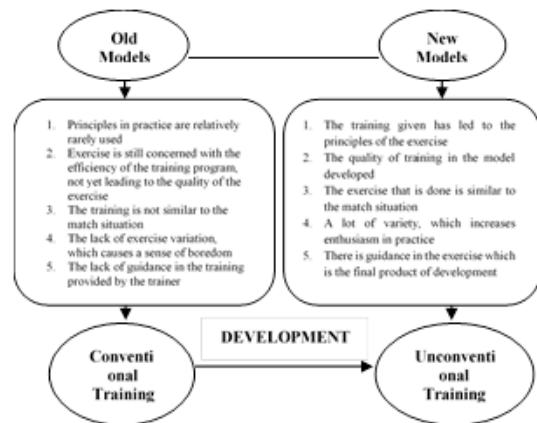 Old
Models
New
Models
1. Principles in practice are relatively
rarely used
2. Exercise is still concerned with the
efficiency of the training program,
not yet leading to the quality of the
exercise
3. The training is not similar to the
match situation
4. The lack of exercise variation,
which causes a sense of boredom
5. The lack of guidance in the training
provided by the trainer
1. The training given has led to the
principles of the exercise
2. The quality of training in the model
developed
3. The exercise that is done is similar to
the match situation
4. A lot of variety, which increases
enthusiasm in practice
5. There is guidance in the exercise which
is the final product of development
Conventi
onal
Training
DEVELOPMENT
Unconventi
onal
Training